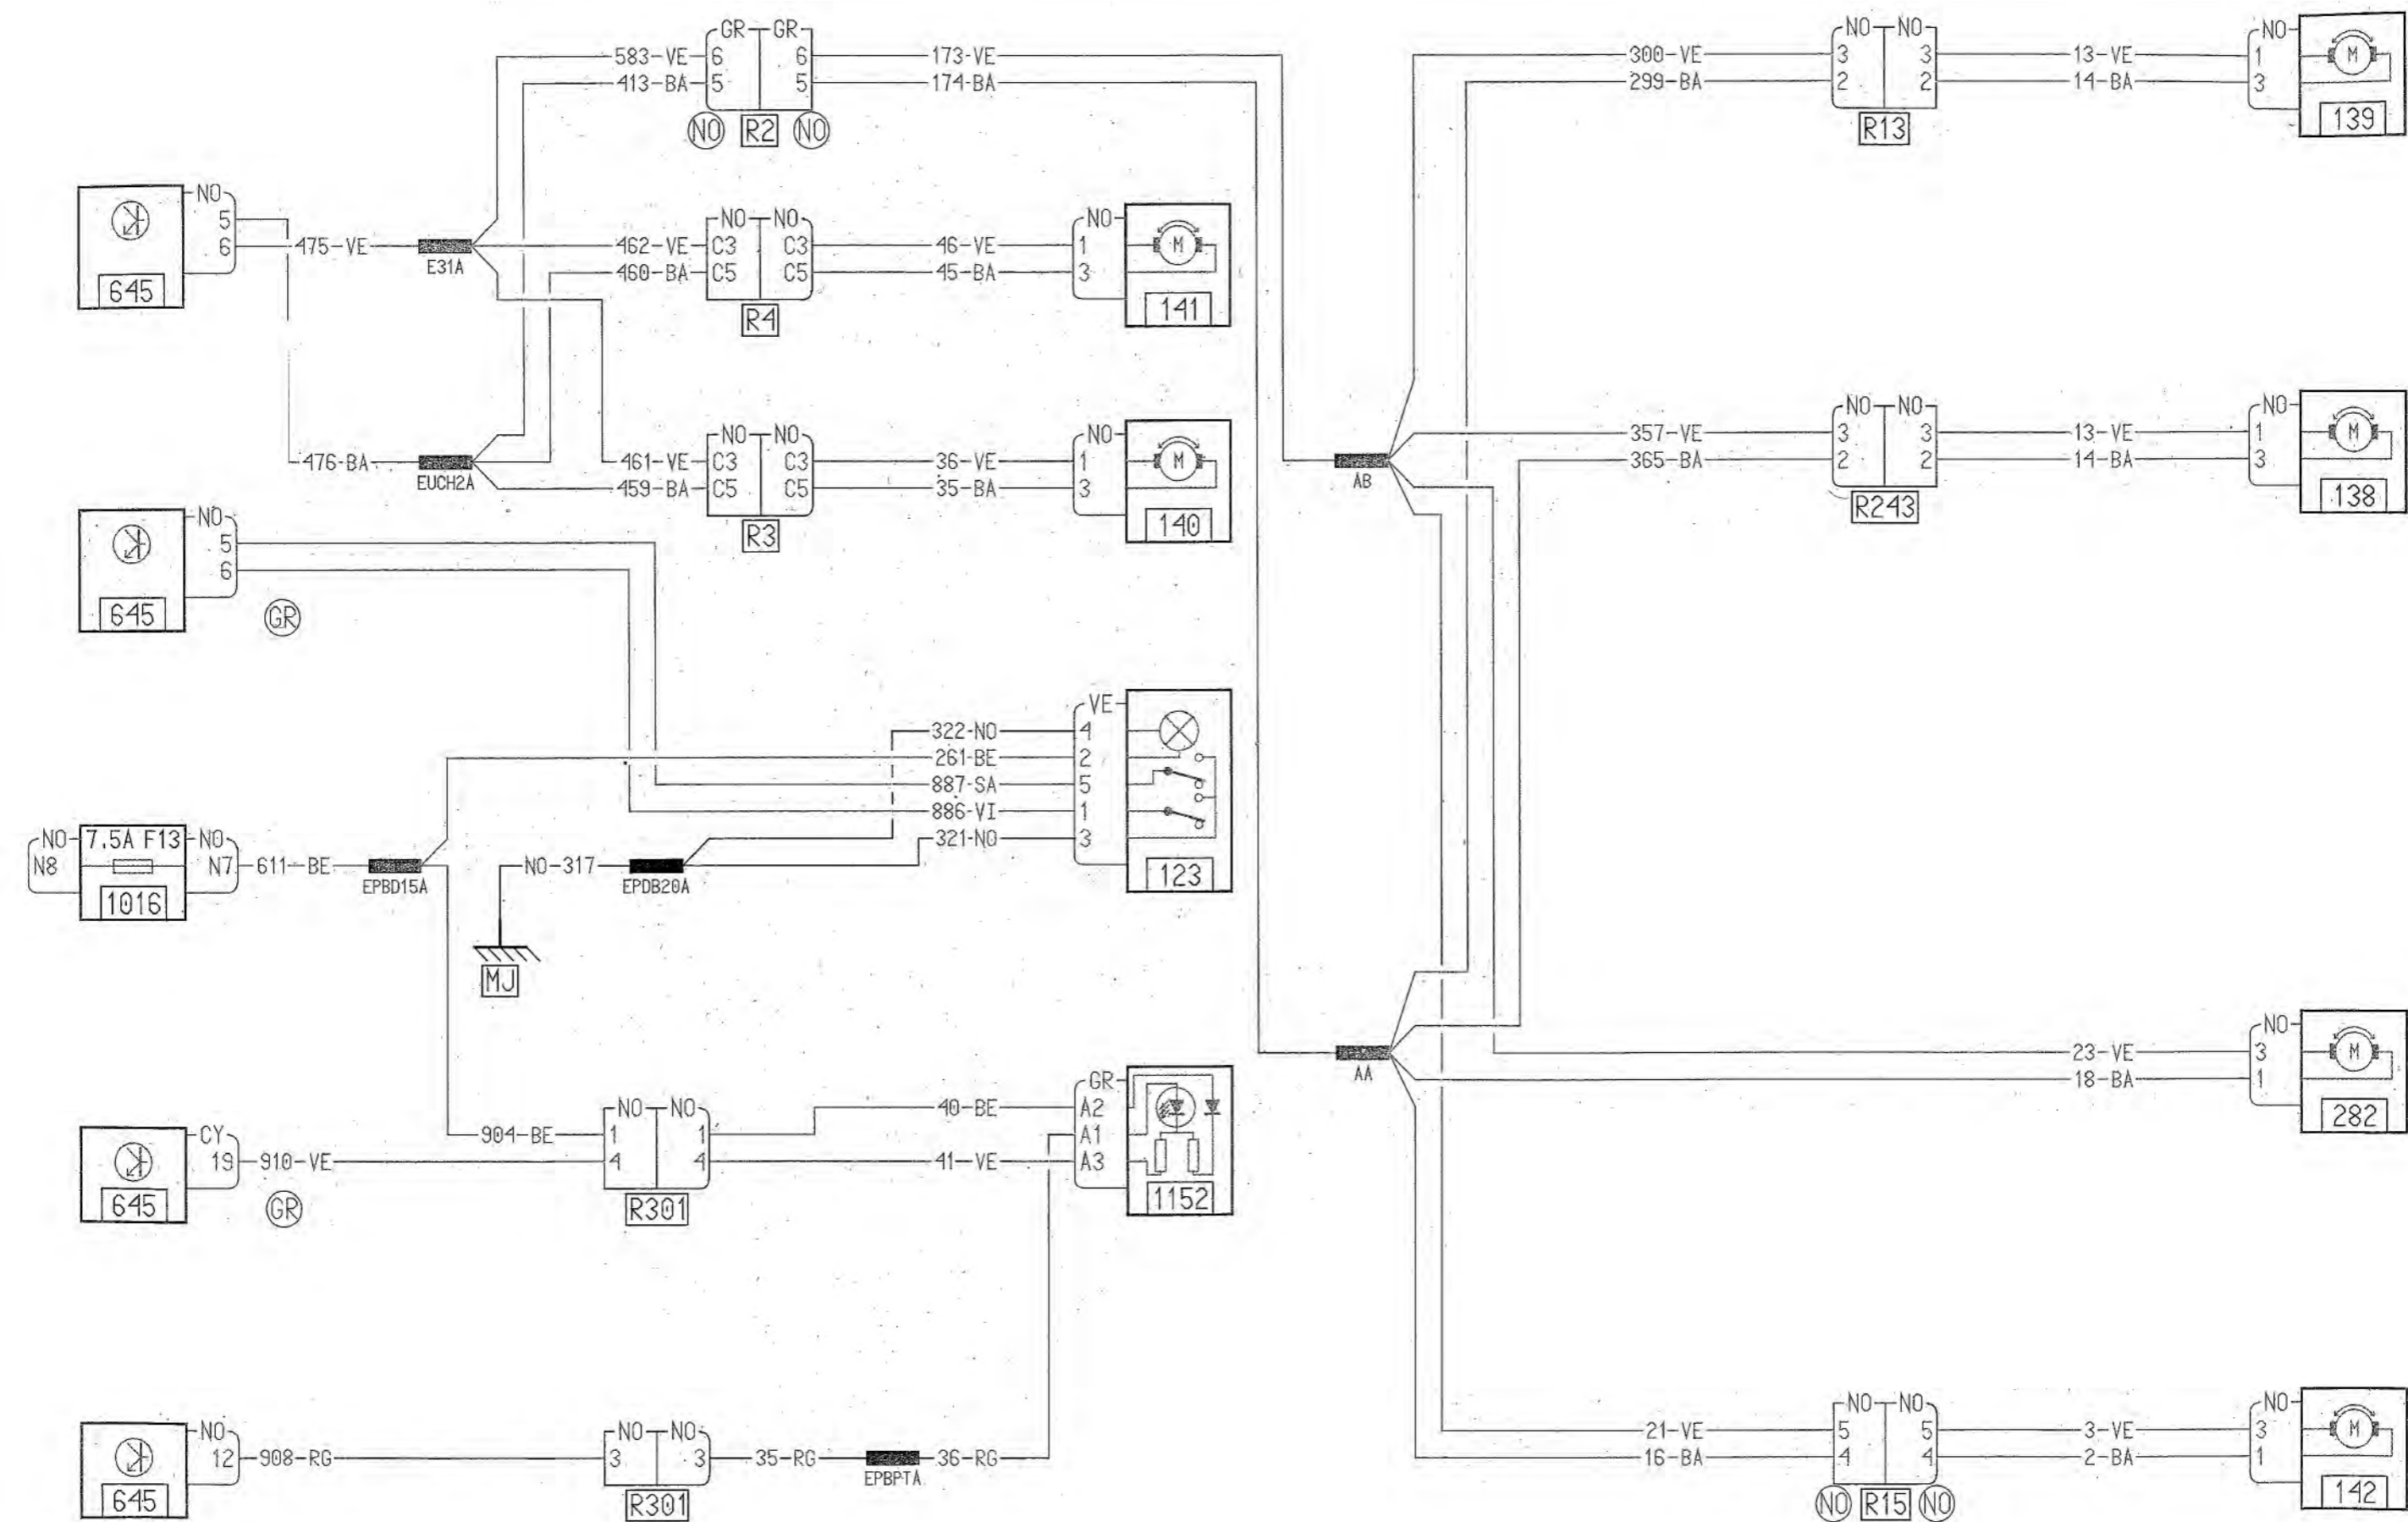 GR GR
583-VE 6 6 173-VE
413-BA 5 5 174-BA
NO R2 NO
NO NO
300-VE 3 3 13-VE
299-BA 2 2 14-BA
R13
NO
1 M
3
139
NO
5
6 475-VE
645
E31A
NO NO
462-VE C3 C3 46-VE
460-BA C5 C5 45-BA
R4
NO
1 M
3
141
476-BA
EUCH2A
NO NO
461-VE C3 C3 36-VE
459-BA C5 C5 35-BA
R3
NO
1 M
3
140
AB
NO NO
357-VE 3 3 13-VE
365-BA 2 2 14-BA
R243
NO
1 M
3
138
NO
5
6
645
GR
VE
322-NO 4
261-BE 2
887-SA 5
886-VI 1
321-NO 3
123
NO 7.5A F13 NO
N8 N7 611-BE
1016
EPBD15A
NO-317
EPDB20A
MJ
AA
NO
23-VE 3 M
18-BA 1
282
CY
19 910-VE
645
GR
NO NO
904-BE 1 1 40-BE
4 4 41-VE
R301
GR
A2
A1
A3
1152
NO
12 908-RG
645
NO NO
3 3 35-RG
R301
EPBPTA
36-RG
NO NO
21-VE 5 5 3-VE
16-BA 4 4 2-BA
NO R15 NO
NO
3 M
1
142